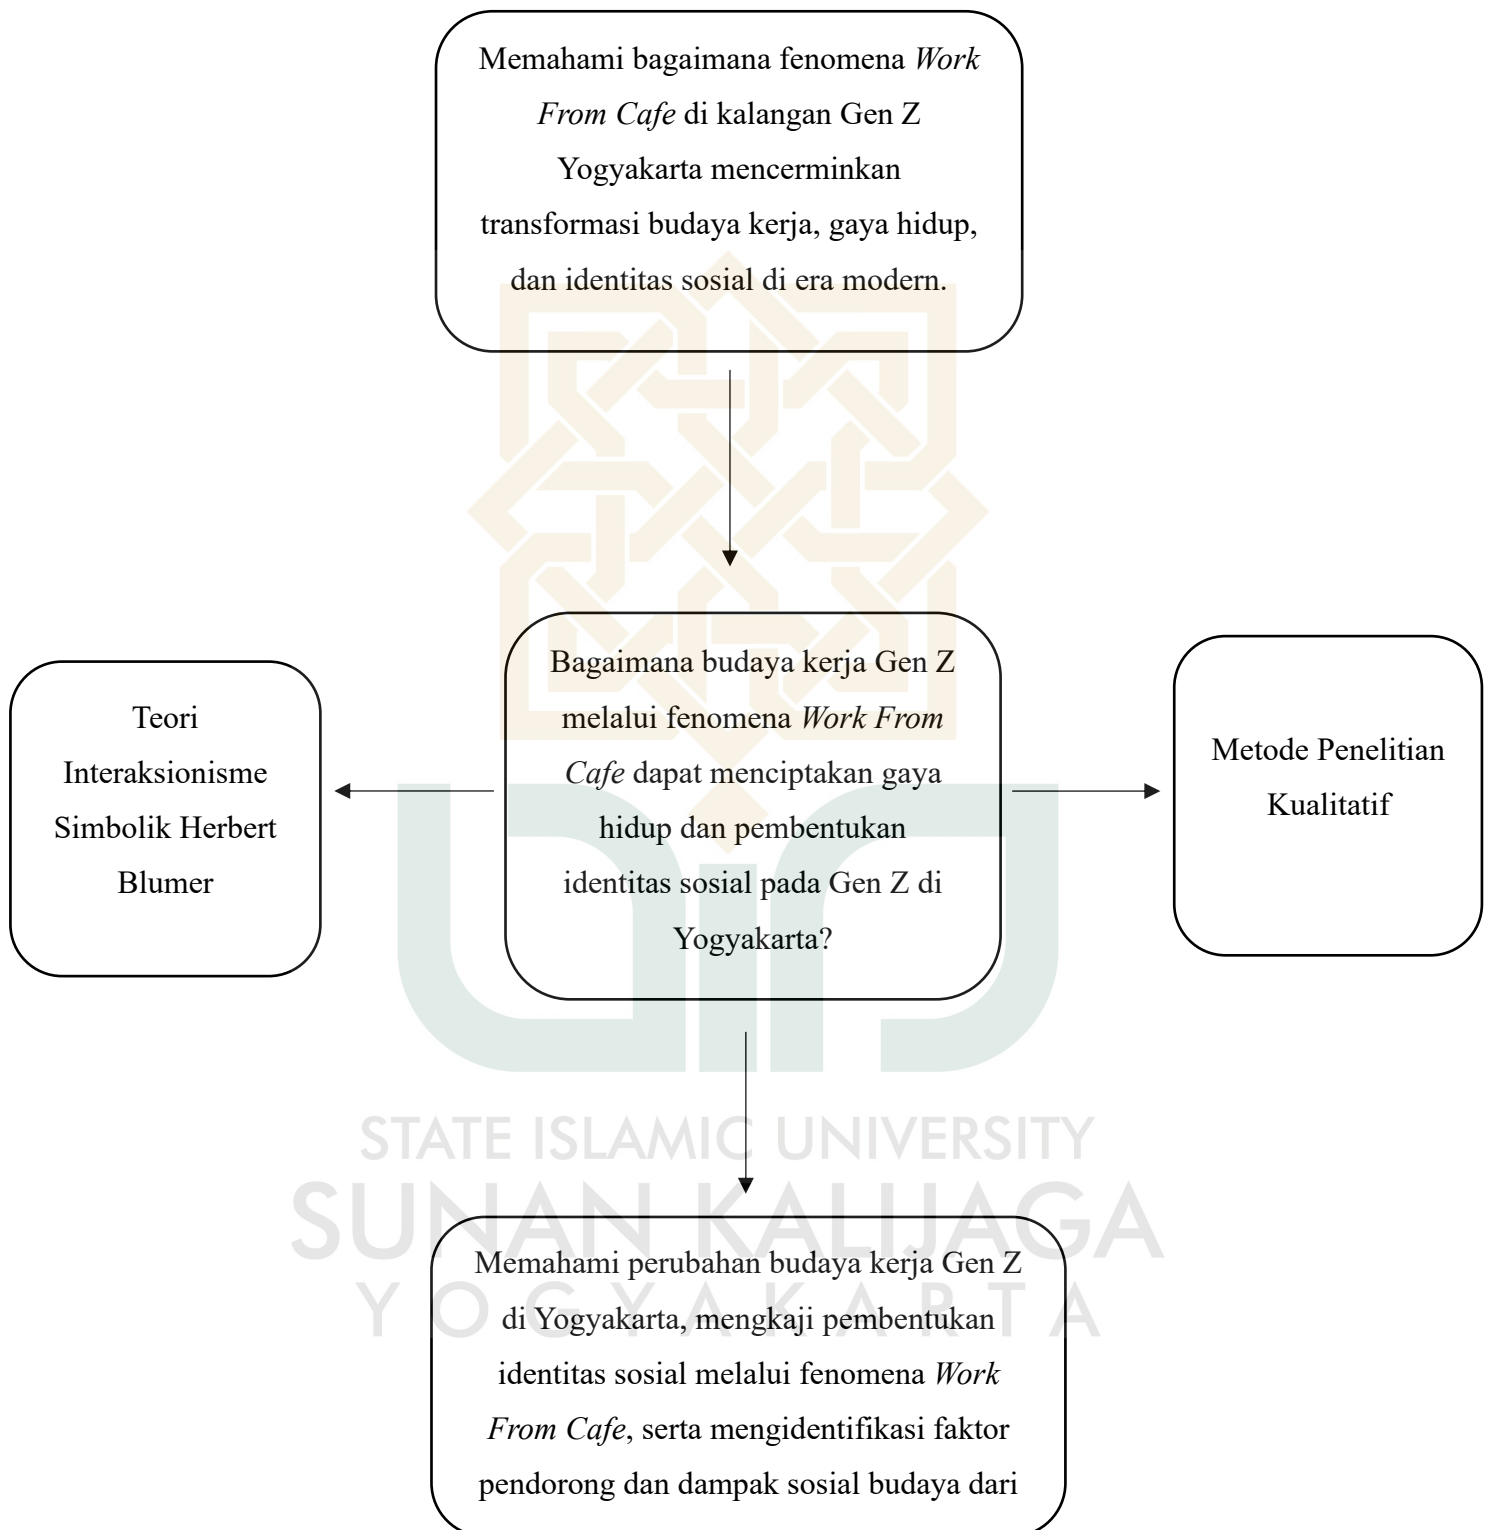 Memahami bagaimana fenomena Work
From Cafe di kalangan Gen Z
Yogyakarta mencerminkan
transformasi budaya kerja, gaya hidup,
dan identitas sosial di era modern.
Teori
Interaksionisme
Simbolik Herbert
Blumer
Bagaimana budaya kerja Gen Z
melalui fenomena Work From
Cafe dapat menciptakan gaya
hidup dan pembentukan
identitas sosial pada Gen Z di
Yogyakarta?
Metode Penelitian
Kualitatif
STATE ISLAMIC UNIVERSITY
SUNAN KALIJAGA
YOGYAKARTA
Memahami perubahan budaya kerja Gen Z
di Yogyakarta, mengkaji pembentukan
identitas sosial melalui fenomena Work
From Cafe, serta mengidentifikasi faktor
pendorong dan dampak sosial budaya dari